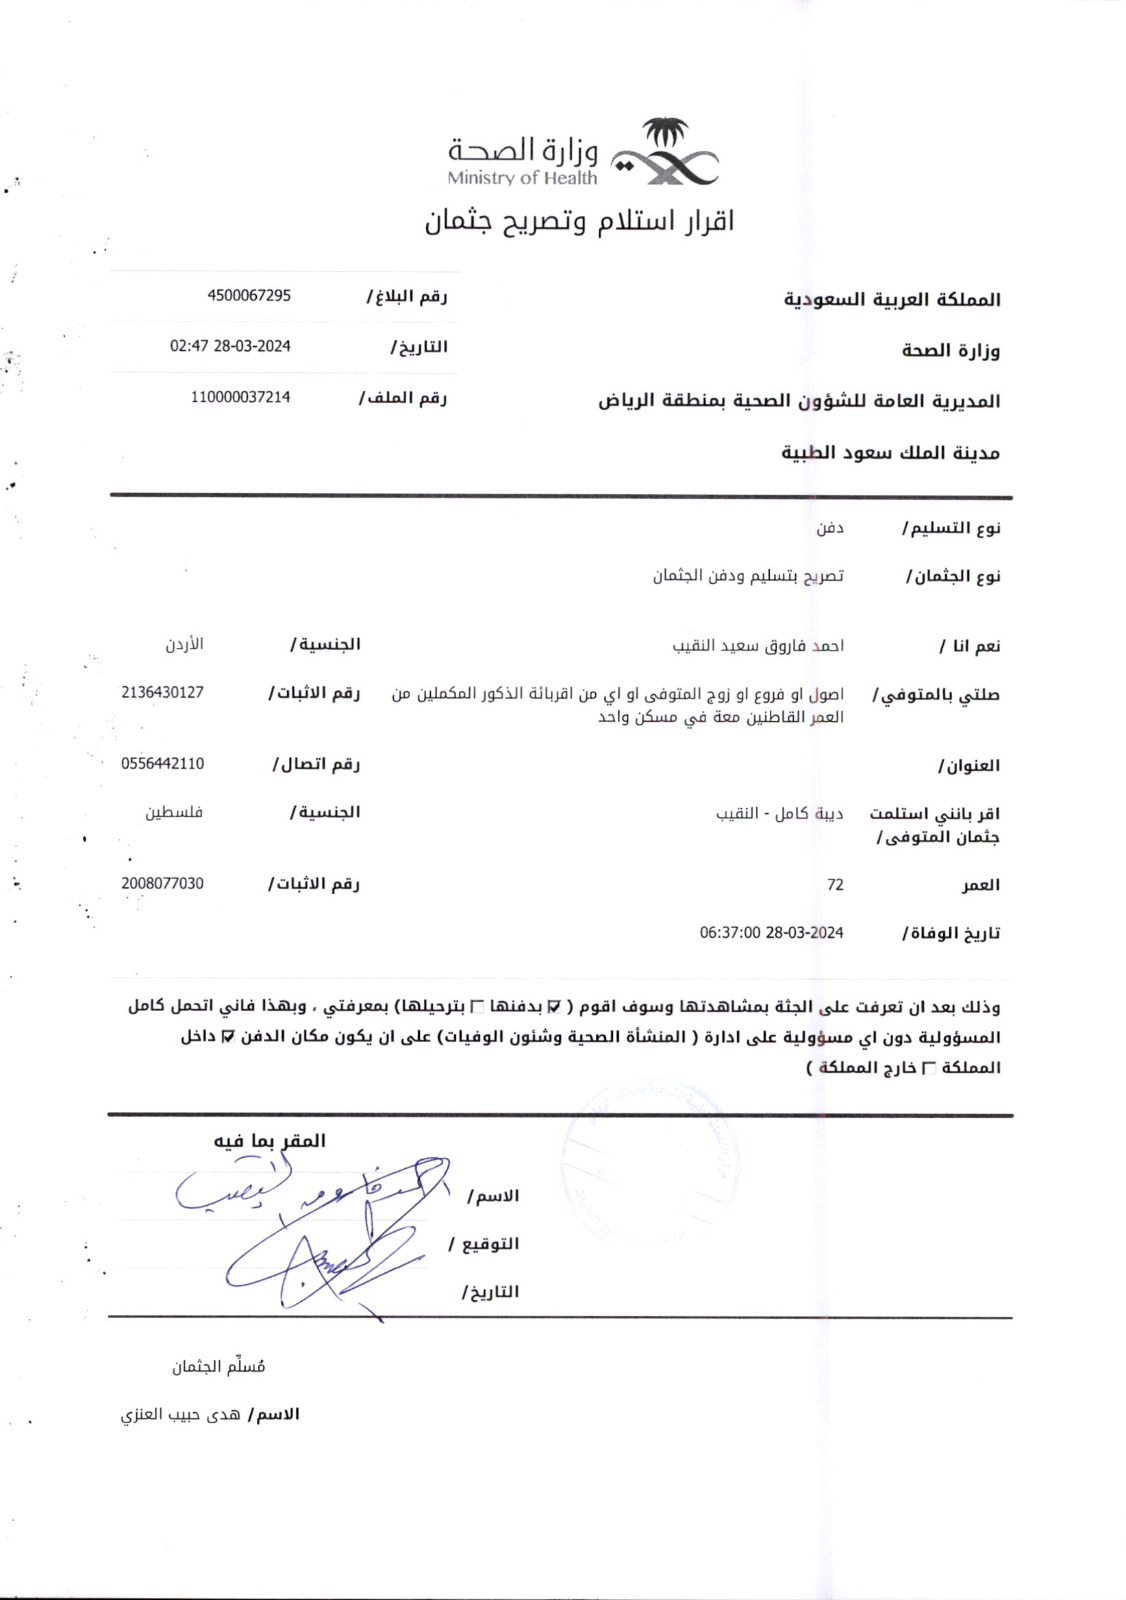 وزارة الصحة
Ministry of Health
اقرار استلام وتصريح جثمان
المملكة العربية السعودية
رقم البلاغ/ 4500067295
وزارة الصحة
التاريخ/ 28-03-2024 02:47
المديرية العامة للشؤون الصحية بمنطقة الرياض
رقم الملف/ 110000037214
مدينة الملك سعود الطبية
نوع التسليم/ دفن
نوع الجثمان/ تصريح بتسليم ودفن الجثمان
نعم انا / احمد فاروق سعيد النقيب الجنسية/ الأردن
صلتي بالمتوفي/ اصول او فروع او زوج المتوفى او اي من اقربائة الذكور المكملين من رقم الاثبات/ 2136430127
العمر القاطنين معة في مسكن واحد
العنوان/ رقم اتصال/ 0556442110
اقر بانني استلمت ديبة كامل - النقيب الجنسية/ فلسطين
جثمان المتوفى/
العمر 72 رقم الاثبات/ 2008077030
تاريخ الوفاة/ 28-03-2024 06:37:00
وذلك بعد ان تعرفت على الجثة بمشاهدتها وسوف اقوم ( ☑ بدفنها ☐ بترحيلها) بمعرفتي ، وبهذا فاني اتحمل كامل
المسؤولية دون اي مسؤولية على ادارة ( المنشأة الصحية وشئون الوفيات) على ان يكون مكان الدفن ☑ داخل
المملكة ☐ خارج المملكة )
المقر بما فيه
الاسم/ احمد فاروق النقيب
التوقيع /
التاريخ/
مُسلِّم الجثمان
الاسم/ هدى حبيب العنزي